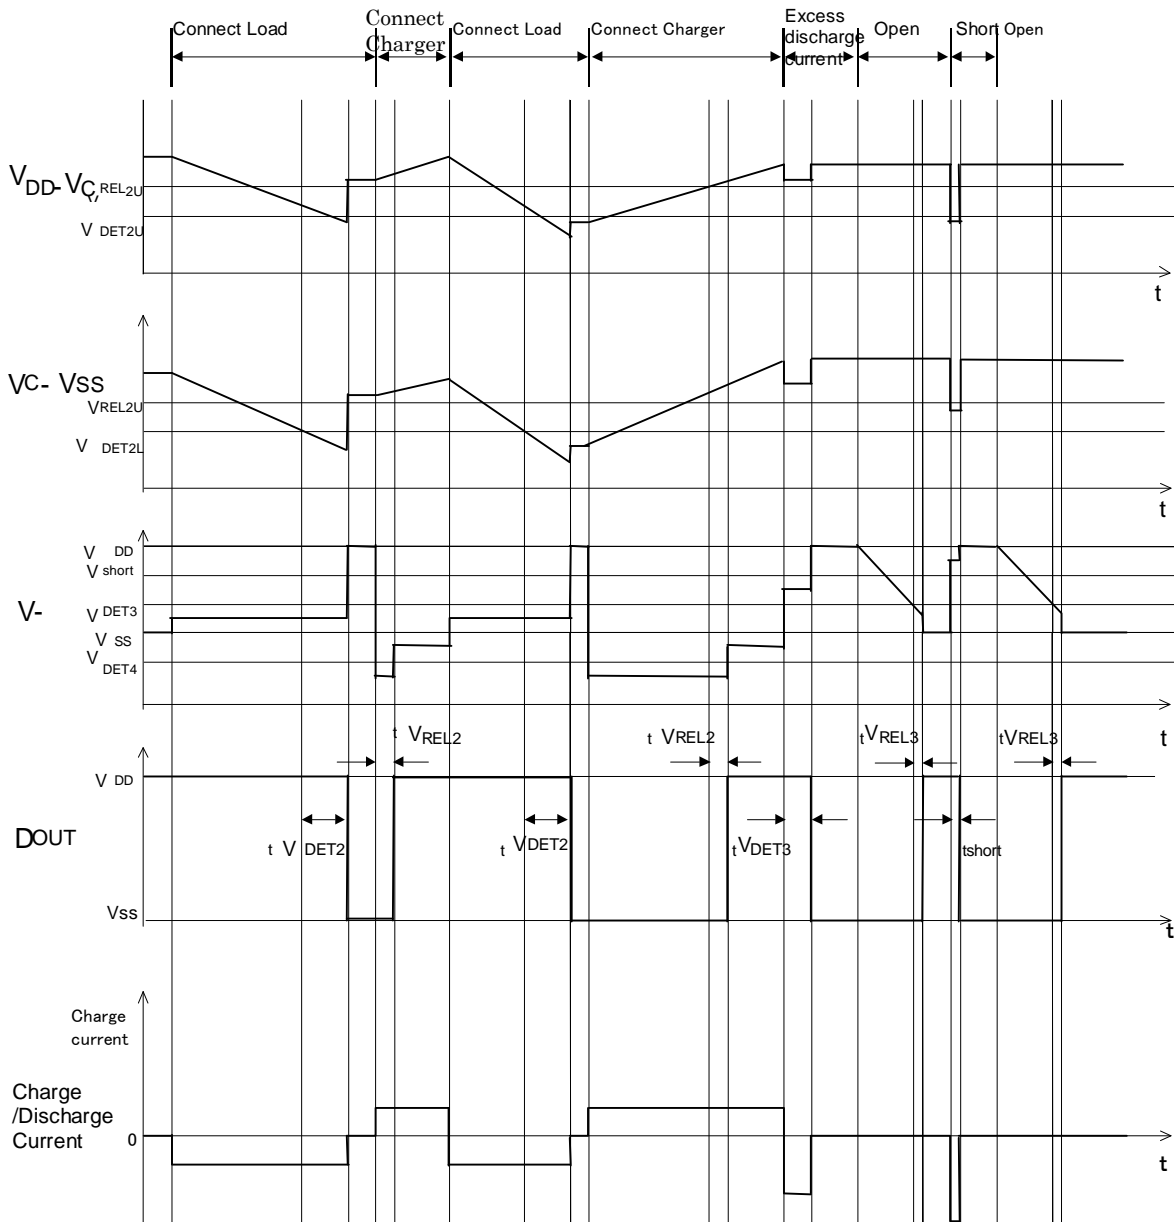 Connect Load
Connect
Charger
Connect Load
Connect Charger
Excess
discharge
current
Open
Short Open
VDD-VC,
REL2U
V DET2U
t
VC- VSS
VREL2U
V DET2L
t
V DD
V short
V-
V DET3
V SS
V DET4
t
t VREL2
t VREL2
tVREL3
tVREL3
V DD
DOUT
t V DET2
t VDET2
tVDET3
tshort
VSS
t
Charge
current
Charge
/Discharge
Current
0
t